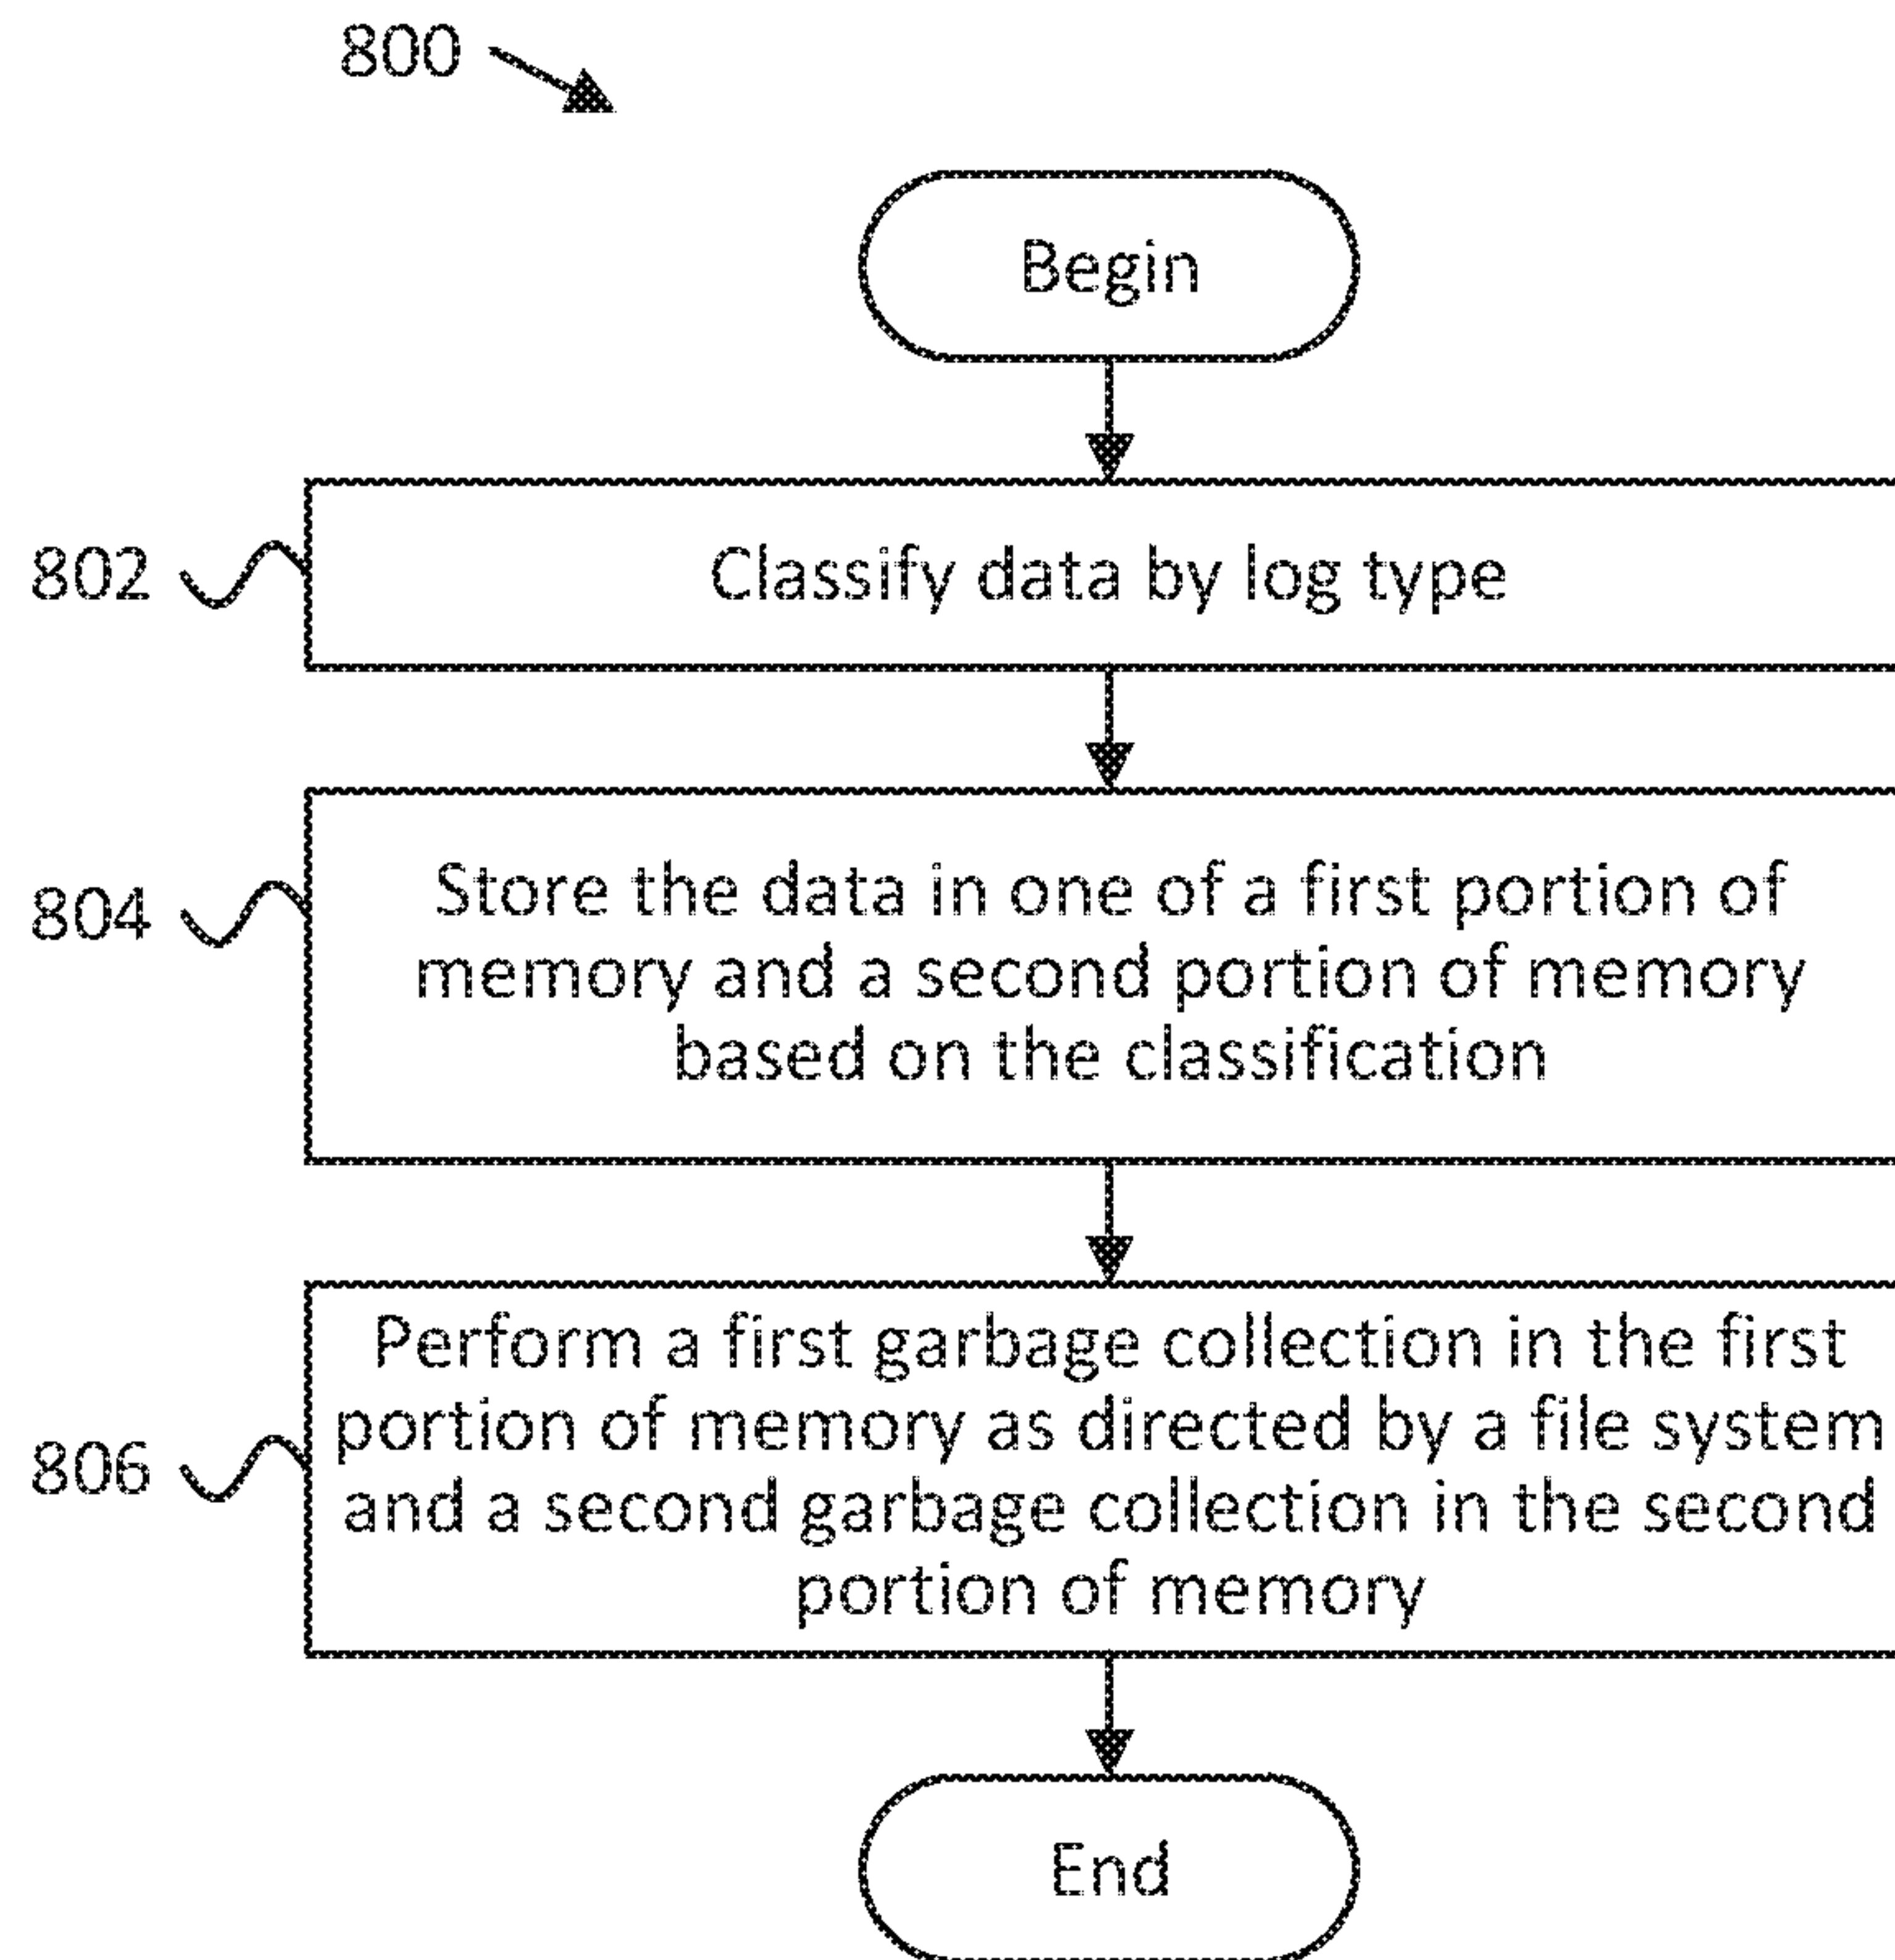 800
Begin
802
Classify data by log type
804
Store the data in one of a first portion of
memory and a second portion of memory
based on the classification
806
Perform a first garbage collection in the first
portion of memory as directed by a file system
and a second garbage collection in the second
portion of memory
End